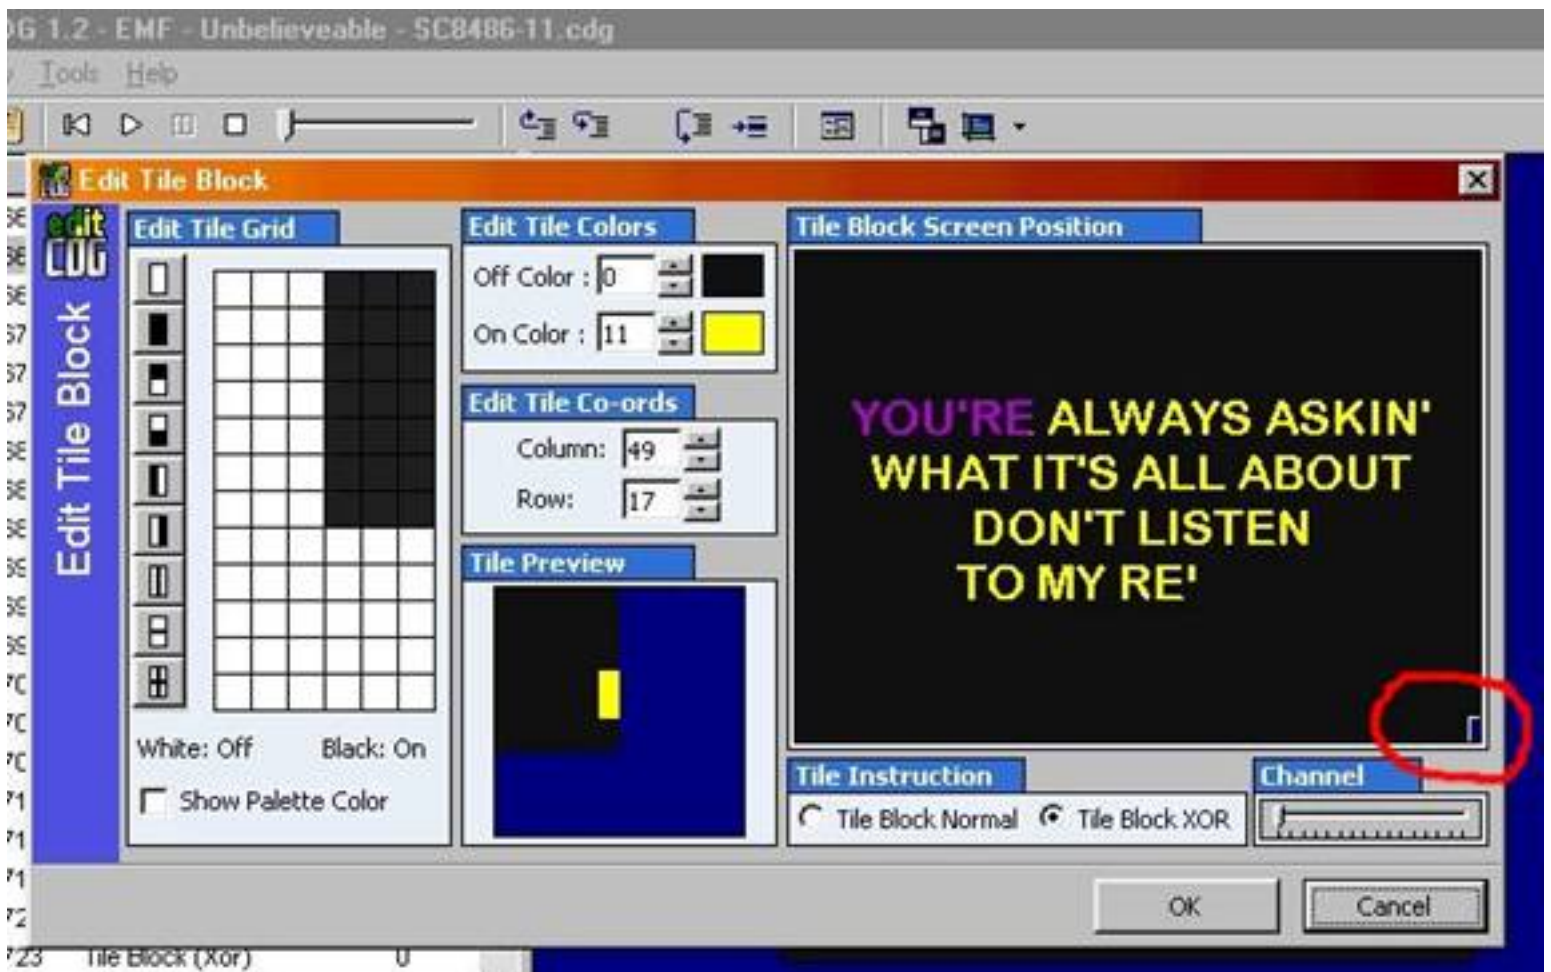 G 1.2 - EMF - Unbelieveable - SC8486-11.cdg
Tools Help
Edit Tile Block
edit CDG
Edit Tile Block
Edit Tile Grid
White: Off Black: On
Show Palette Color
Edit Tile Colors
Off Color : 0
On Color : 11
Edit Tile Co-ords
Column: 49
Row: 17
Tile Preview
Tile Block Screen Position
YOU'RE ALWAYS ASKIN'
WHAT IT'S ALL ABOUT
DON'T LISTEN
TO MY RE'
Tile Instruction
Tile Block Normal Tile Block XOR
Channel
OK Cancel
723 Tile Block (Xor) 0